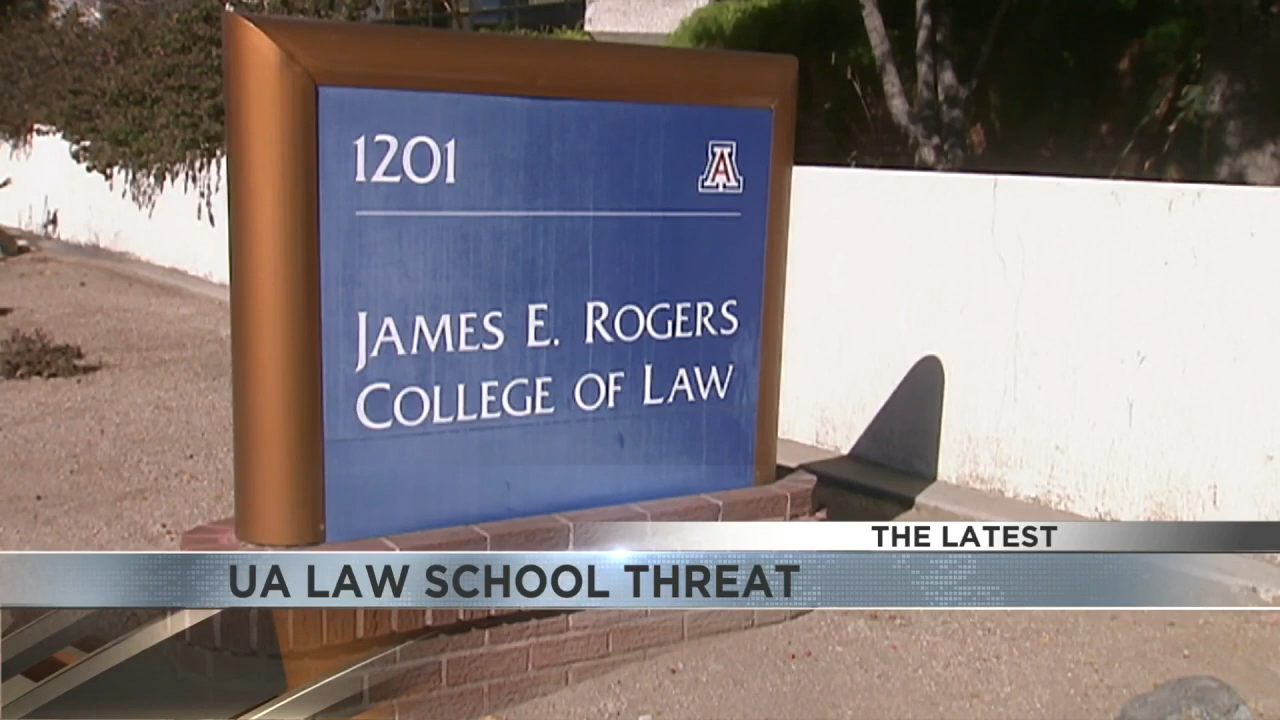 1201
A
JAMES E. ROGERS
COLLEGE OF LAW
THE LATEST
UA LAW SCHOOL THREAT